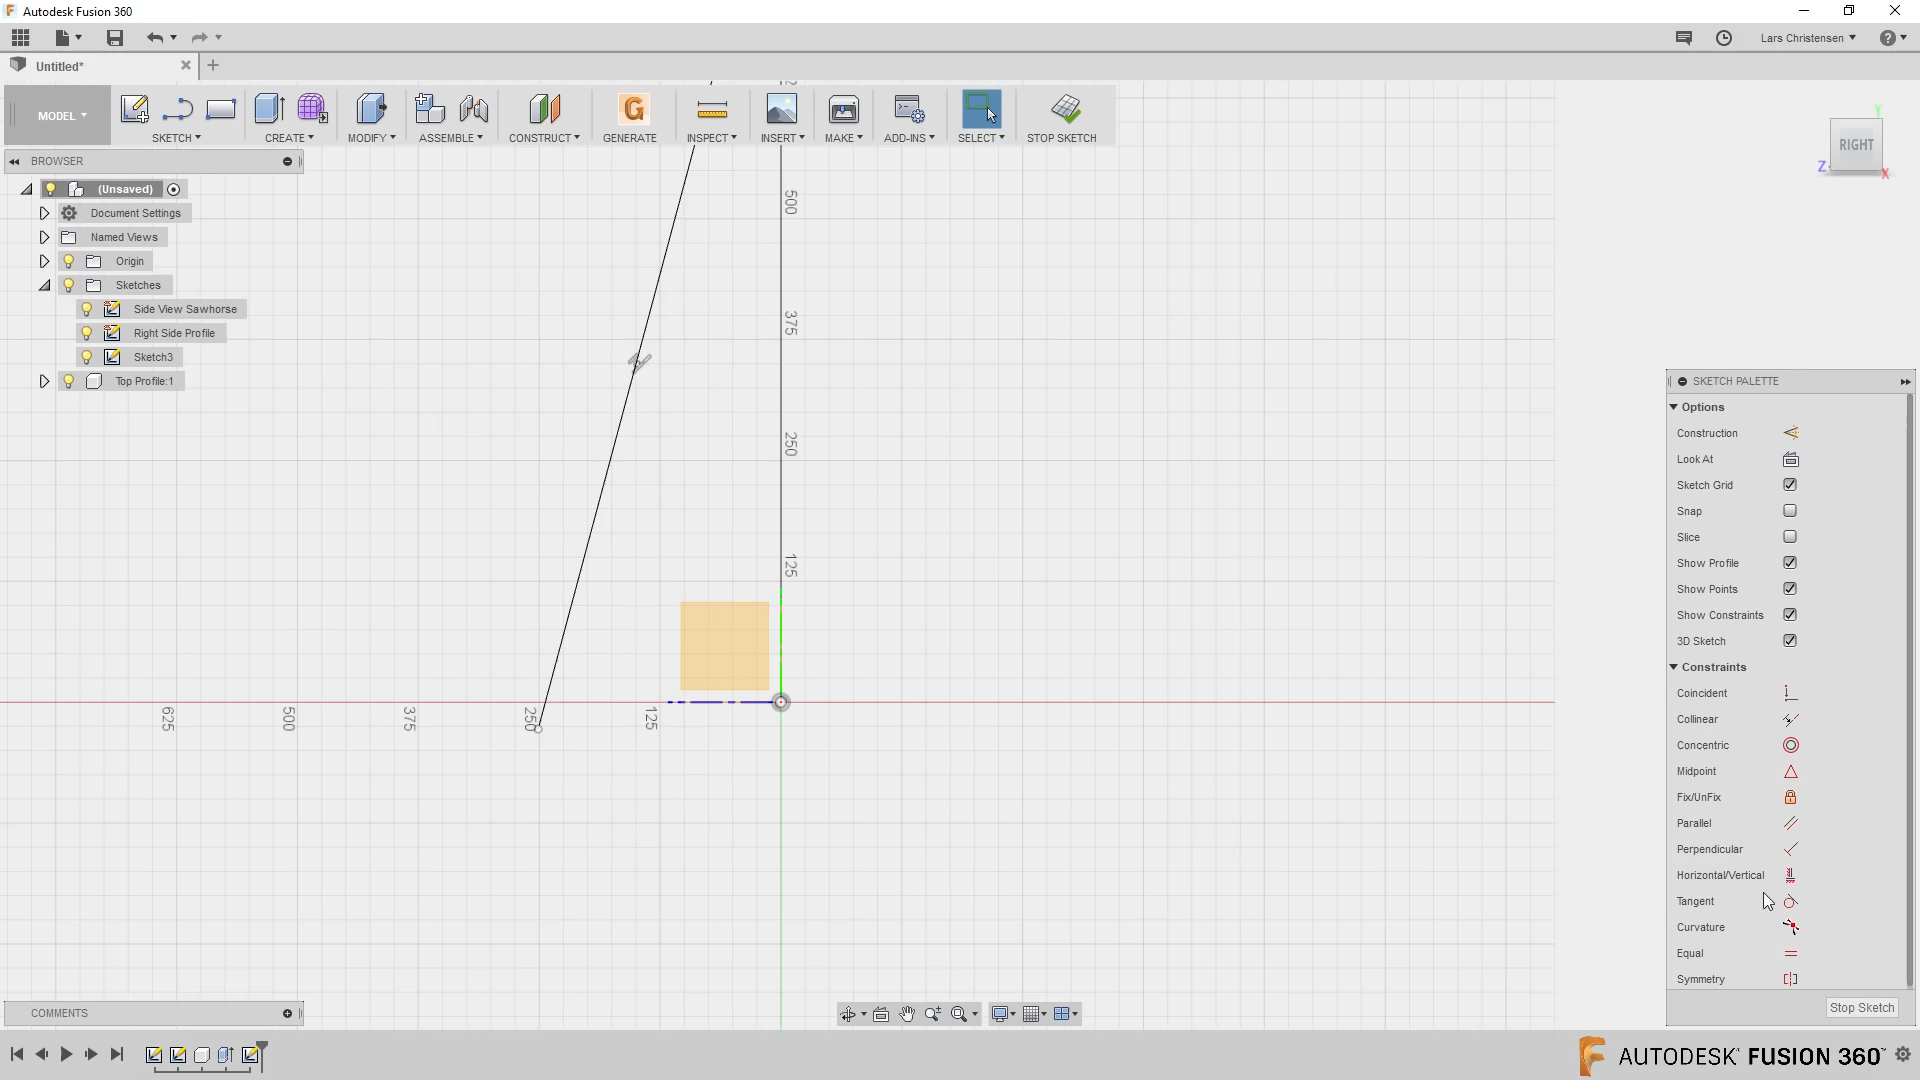 Autodesk Fusion 360
Lars Christensen
Untitled*
MODEL
SKETCH
CREATE
MODIFY
ASSEMBLE
CONSTRUCT
GENERATE
INSPECT
INSERT
MAKE
ADD-INS
SELECT
STOP SKETCH
RIGHT
Z
X
Y
BROWSER
(Unsaved)
Document Settings
Named Views
Origin
Sketches
Side View Sawhorse
Right Side Profile
Sketch3
Top Profile:1
500
375
250
125
625
500
375
250
125
SKETCH PALETTE
Options
Construction
Look At
Sketch Grid
Snap
Slice
Show Profile
Show Points
Show Constraints
3D Sketch
Constraints
Coincident
Collinear
Concentric
Midpoint
Fix/UnFix
Parallel
Perpendicular
Horizontal/Vertical
Tangent
Curvature
Equal
Symmetry
Stop Sketch
COMMENTS
AUTODESK® FUSION 360™